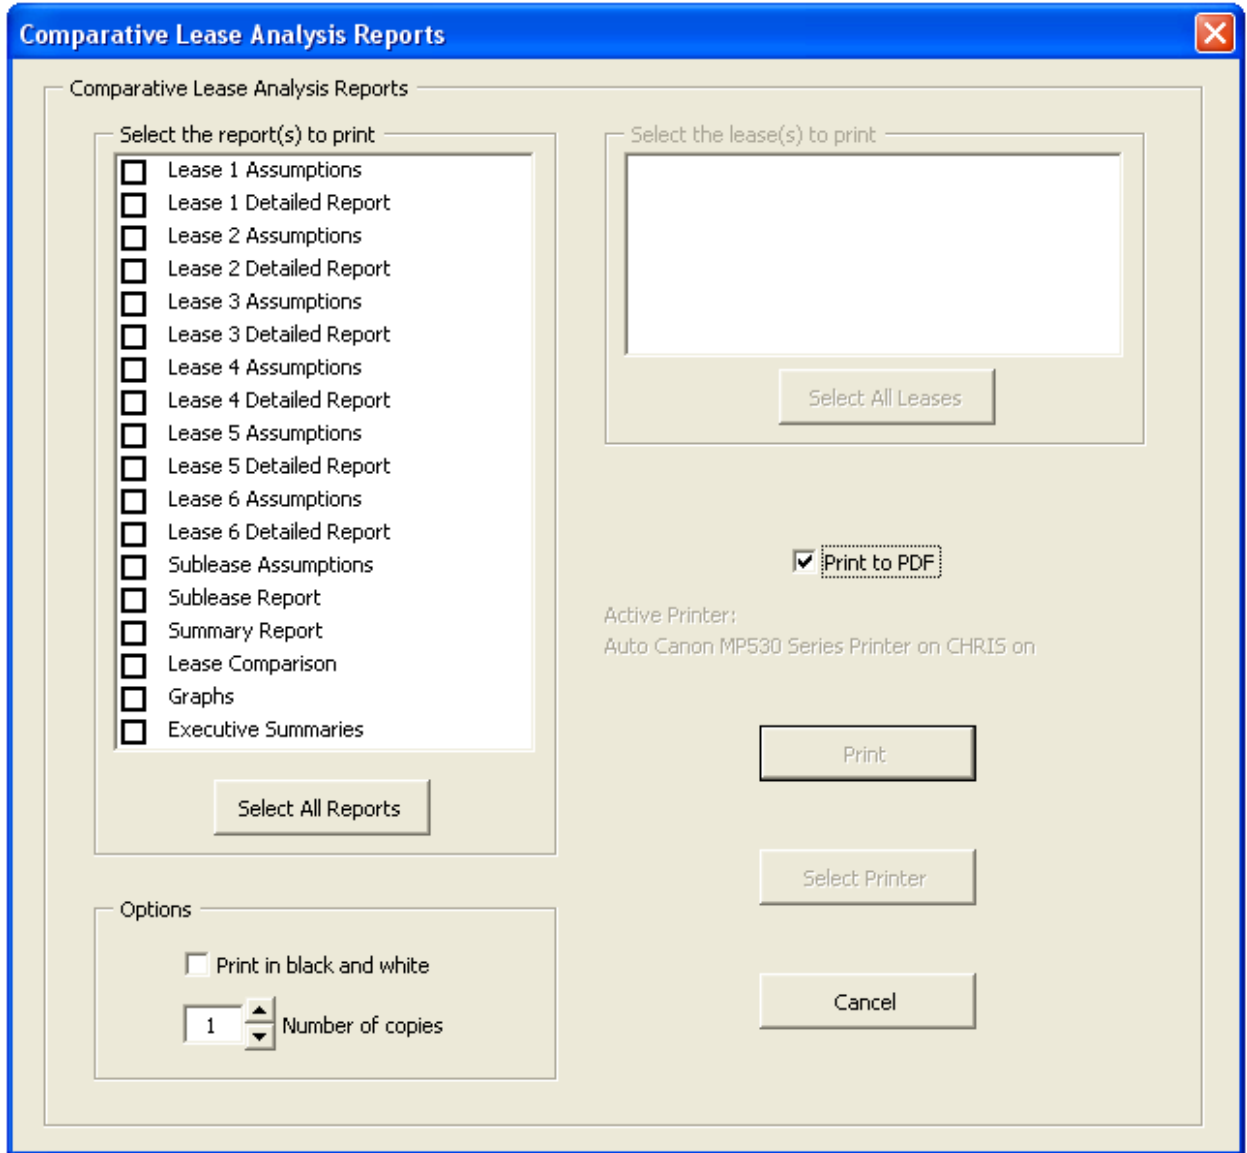 Comparative Lease Analysis Reports
Comparative Lease Analysis Reports
Select the report(s) to print
Lease 1 Assumptions
Lease 1 Detailed Report
Lease 2 Assumptions
Lease 2 Detailed Report
Lease 3 Assumptions
Lease 3 Detailed Report
Lease 4 Assumptions
Lease 4 Detailed Report
Lease 5 Assumptions
Lease 5 Detailed Report
Lease 6 Assumptions
Lease 6 Detailed Report
Sublease Assumptions
Sublease Report
Summary Report
Lease Comparison
Graphs
Executive Summaries
Select All Reports
Options
Print in black and white
1 Number of copies
Select the lease(s) to print
Select All Leases
Print to PDF
Active Printer:
Auto Canon MP530 Series Printer on CHRIS on
Print
Select Printer
Cancel